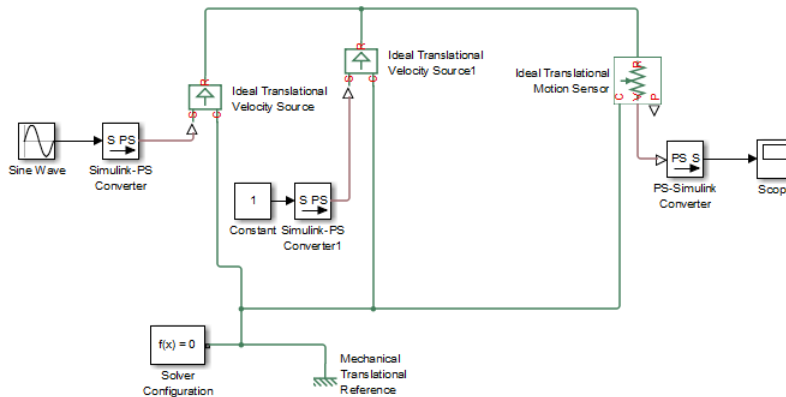 R
Ideal Translational
Velocity Source
S
C
R
Ideal Translational
Velocity Source1
S
C
Ideal Translational
Motion Sensor
R
C
V
P
Sine Wave
S PS
Simulink-PS
Converter
1
Constant
S PS
Simulink-PS
Converter1
PS S
PS-Simulink
Converter
Scop
f(x) = 0
Solver
Configuration
Mechanical
Translational
Reference